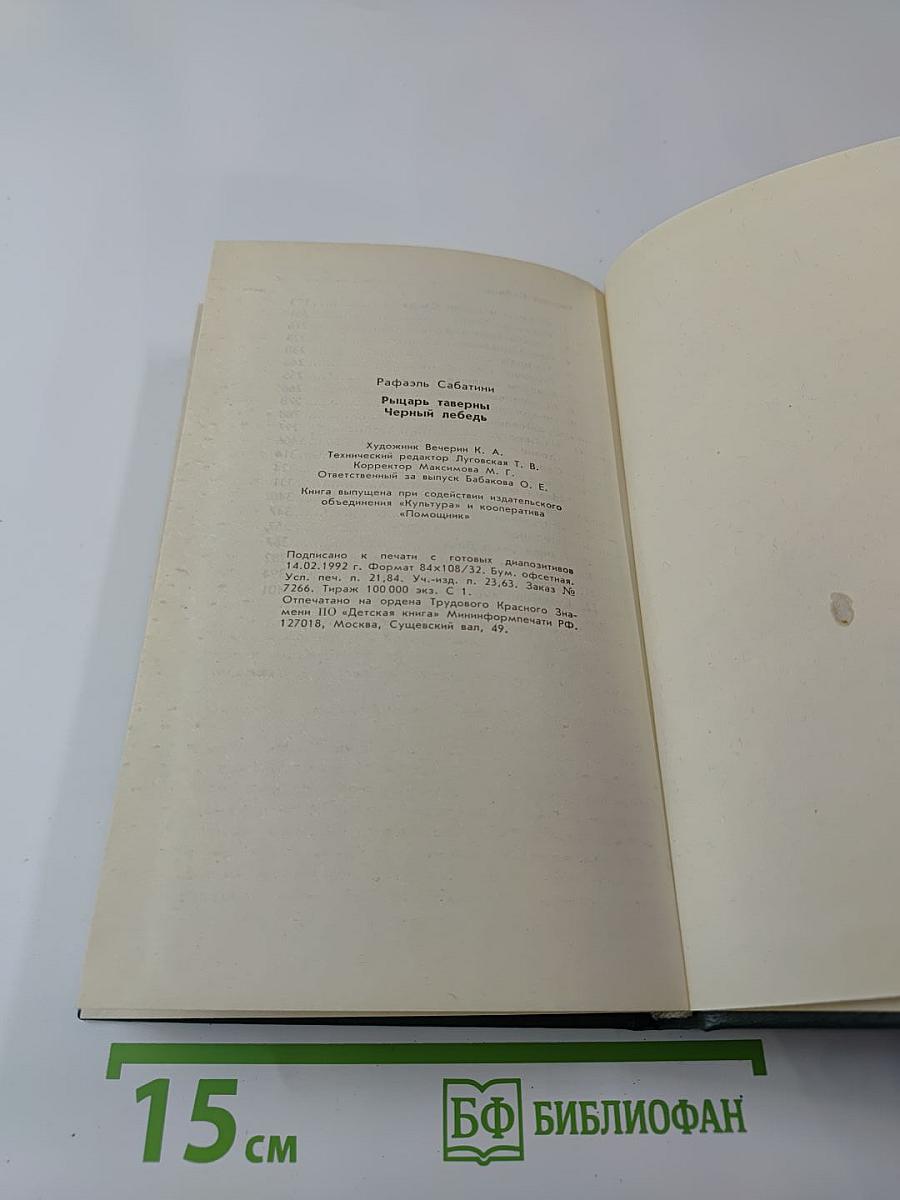 Рафаэль Сабатини
Рыцарь таверны
Черный лебедь
Художник Вечерин К. А.
Технический редактор Луговская Т. В.
Корректор Максимова М. Г.
Ответственный за выпуск Бабакова О. Е.
Книга выпущена при содействии издательского
объединения «Культура» и кооператива
«Помощник»
Подписано к печати с готовых диапозитивов
14.02.1992 г. Формат 84×108/32. Бум. офсетная.
Усл. печ. л. 21,84. Уч.-изд. л. 23,63. Заказ №
7266. Тираж 100 000 экз. С 1.
Отпечатано на ордена Трудового Красного Зна-
мени ПО «Детская книга» Мининформпечати РФ.
127018, Москва, Сущевский вал, 49.
15 см
БФ БИБЛИОФАН